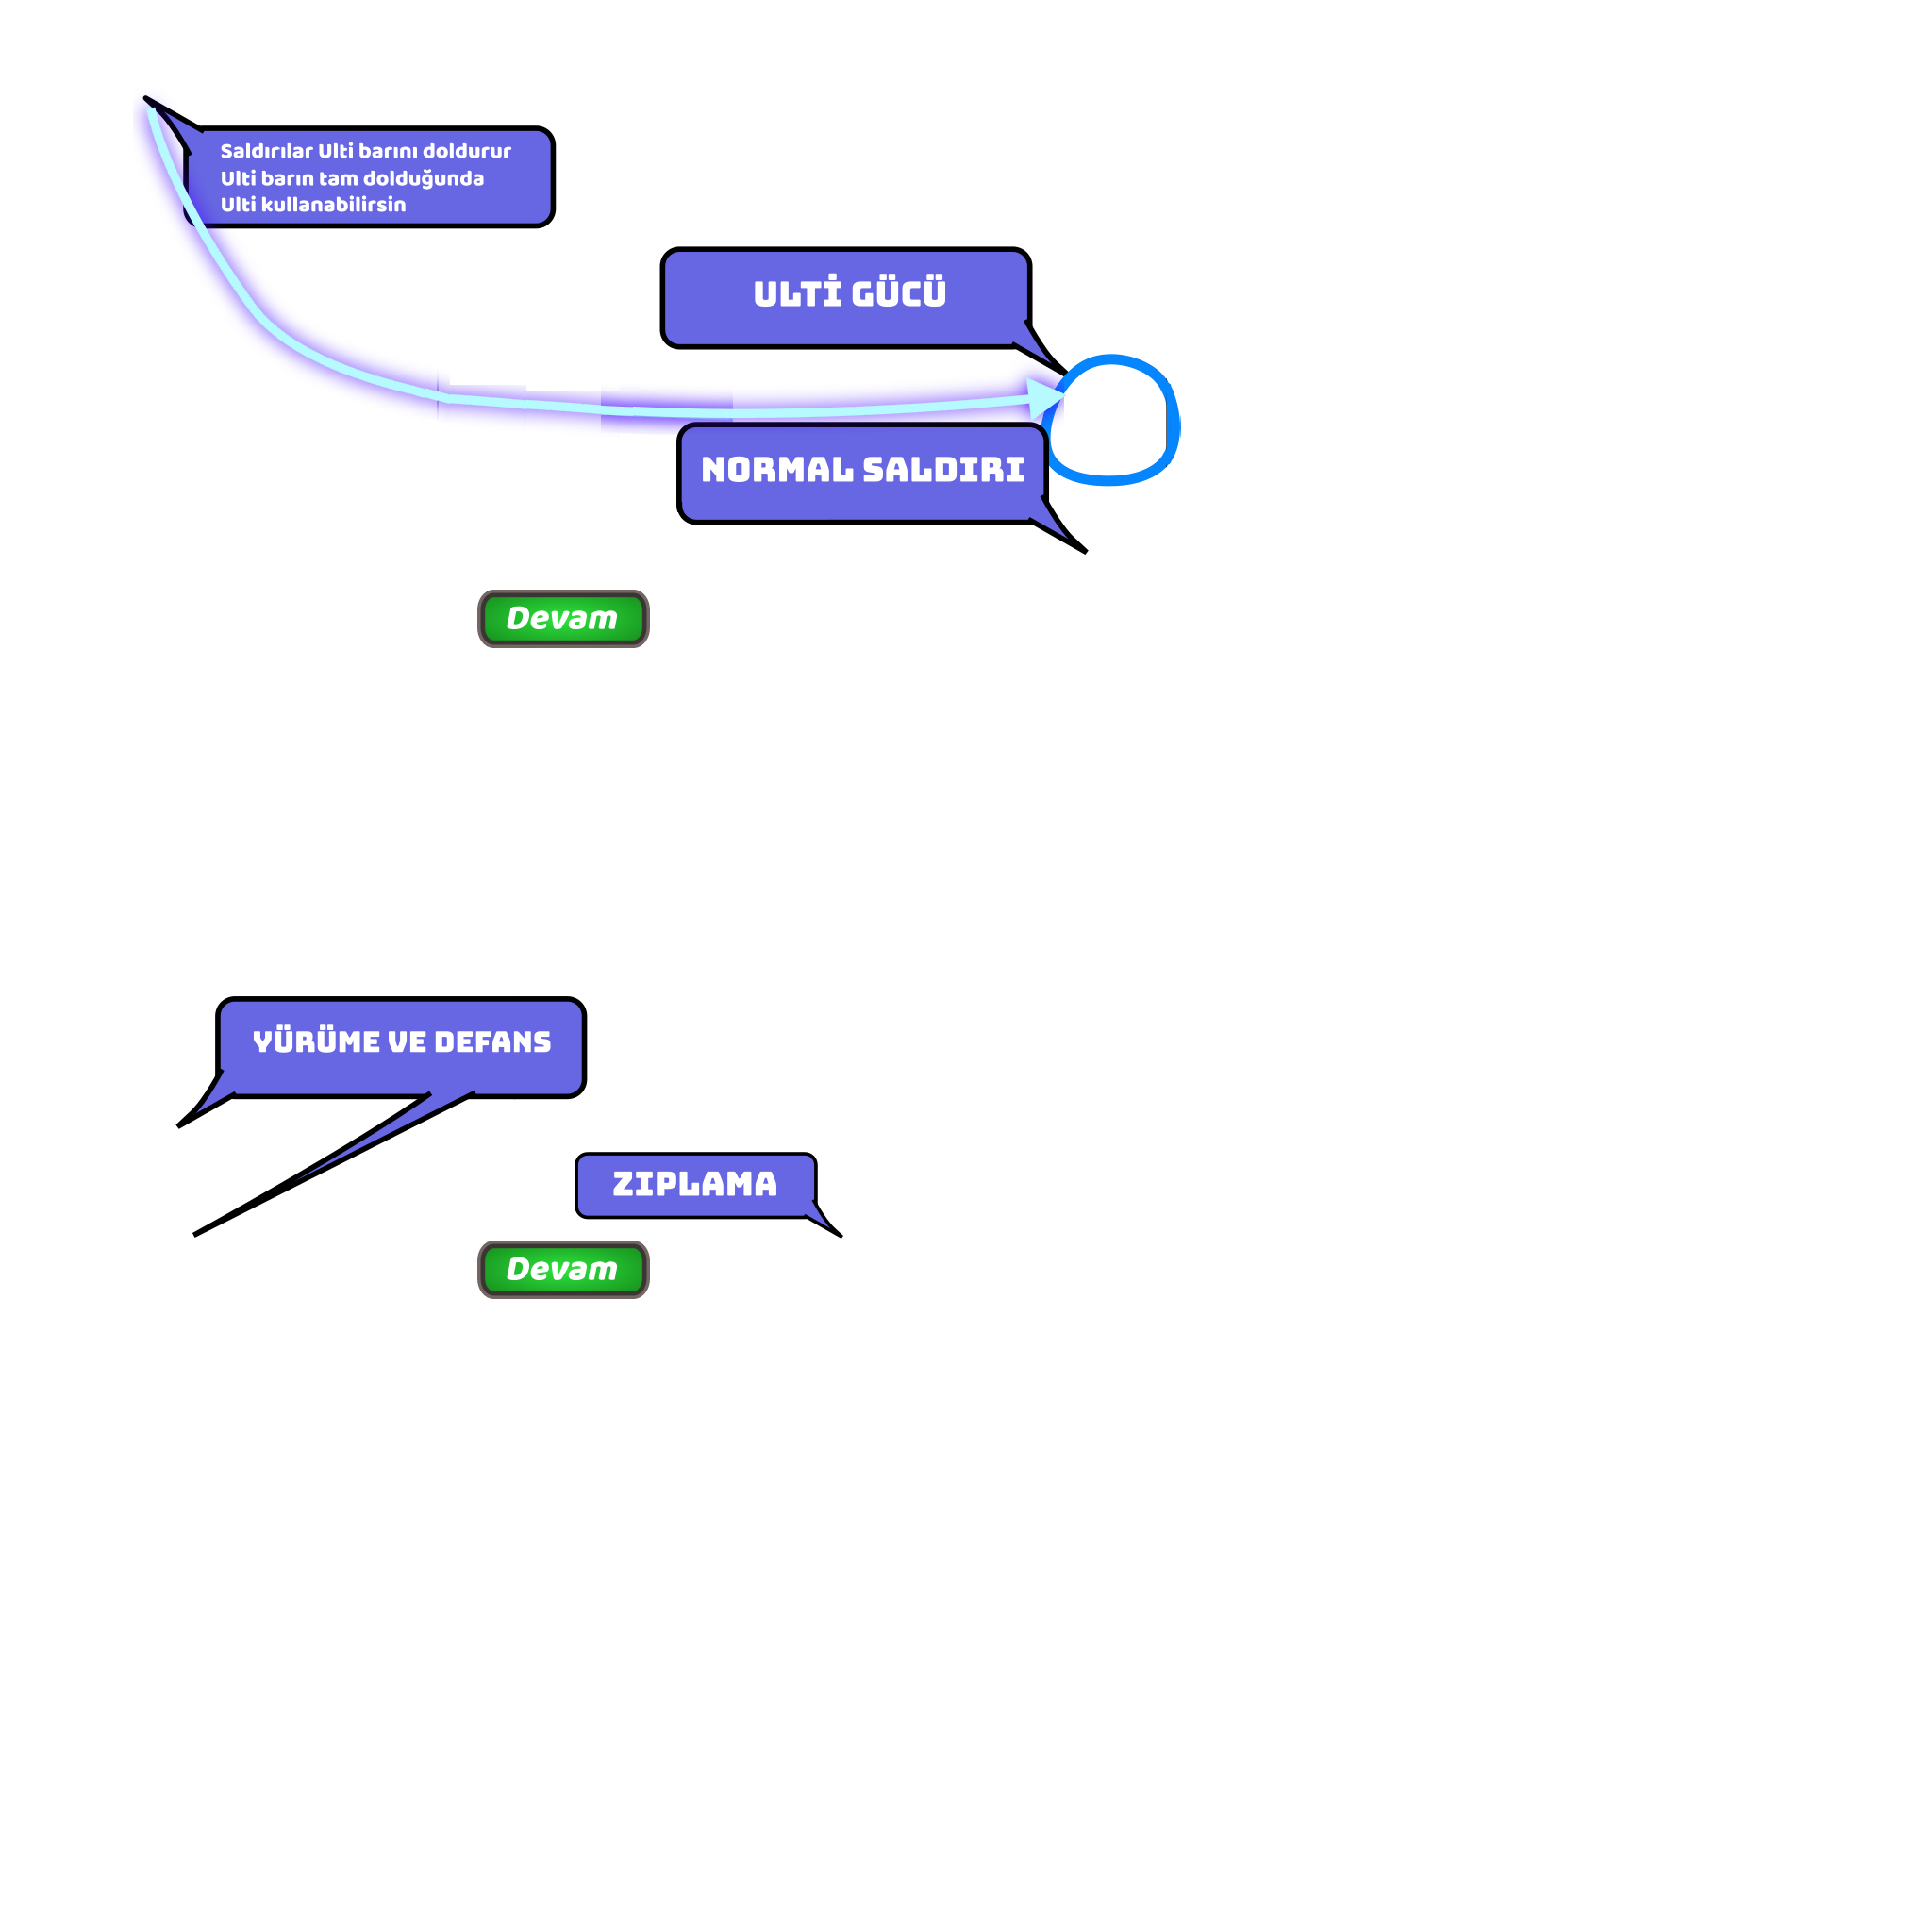 Saldırılar Ulti barını doldurur
Ulti barın tam dolduğunda
Ulti kullanabilirsin
ULTİ GÜCÜ
NORMAL SALDIRI
Devam
YÜRÜME VE DEFANS
ZIPLAMA
Devam